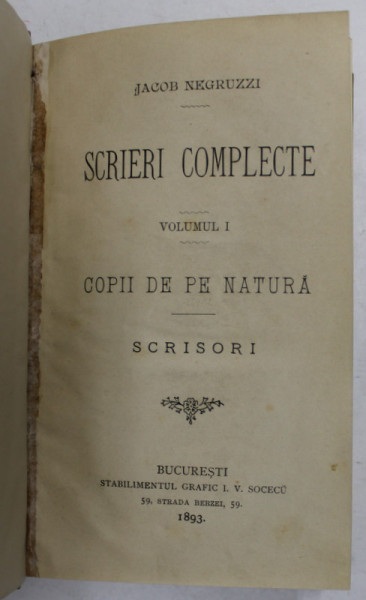 JACOB NEGRUZZI
SCRIERI COMPLECTE
VOLUMUL I
COPII DE PE NATURĂ
SCRISORI
BUCUREȘTI
STABILIMENTUL GRAFIC I. V. SOCECŬ
59, STRADA BERZEI, 59.
1893.